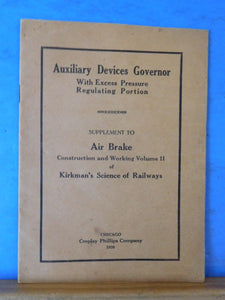 Auxiliary Devices Governor
With Excess Pressure
Regulating Portion
SUPPLEMENT TO
Air Brake
Construction and Working Volume II
of
Kirkman's Science of Railways
CHICAGO
Cropley Phillips Company